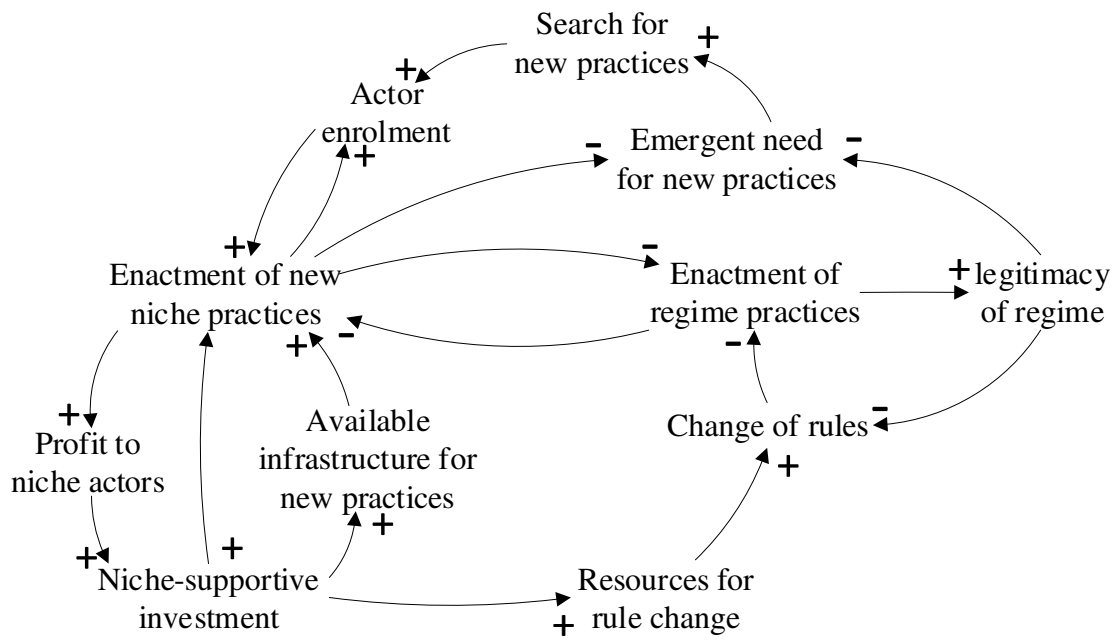 +
Search for
new practices
+
+
Actor
enrolment
+
-
Emergent need
for new practices
-
+
Enactment of new
niche practices
-
Enactment of
regime practices
+
legitimacy
of regime
+
-
-
+
Profit to
niche actors
Available
infrastructure for
new practices
Change of rules
-
+
+
+
+
Niche-supportive
investment
+
Resources for
rule change